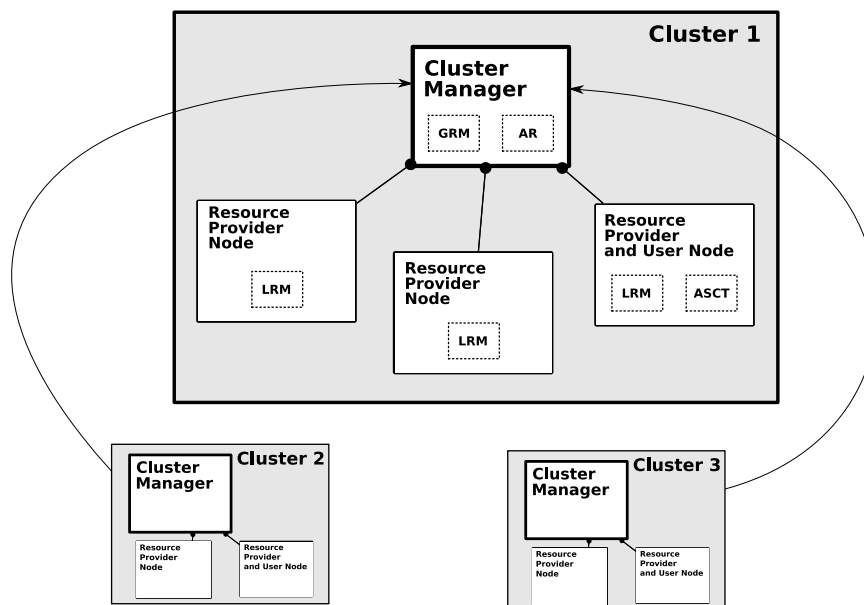 Cluster 1
Cluster
Manager
GRM
AR
Resource
Provider
Node
LRM
Resource
Provider
Node
LRM
Resource
Provider
and User Node
LRM
ASCT
Cluster 2
Cluster
Manager
Resource
Provider
Node
Resource
Provider
and User Node
Cluster 3
Cluster
Manager
Resource
Provider
Node
Resource
Provider
and User Node